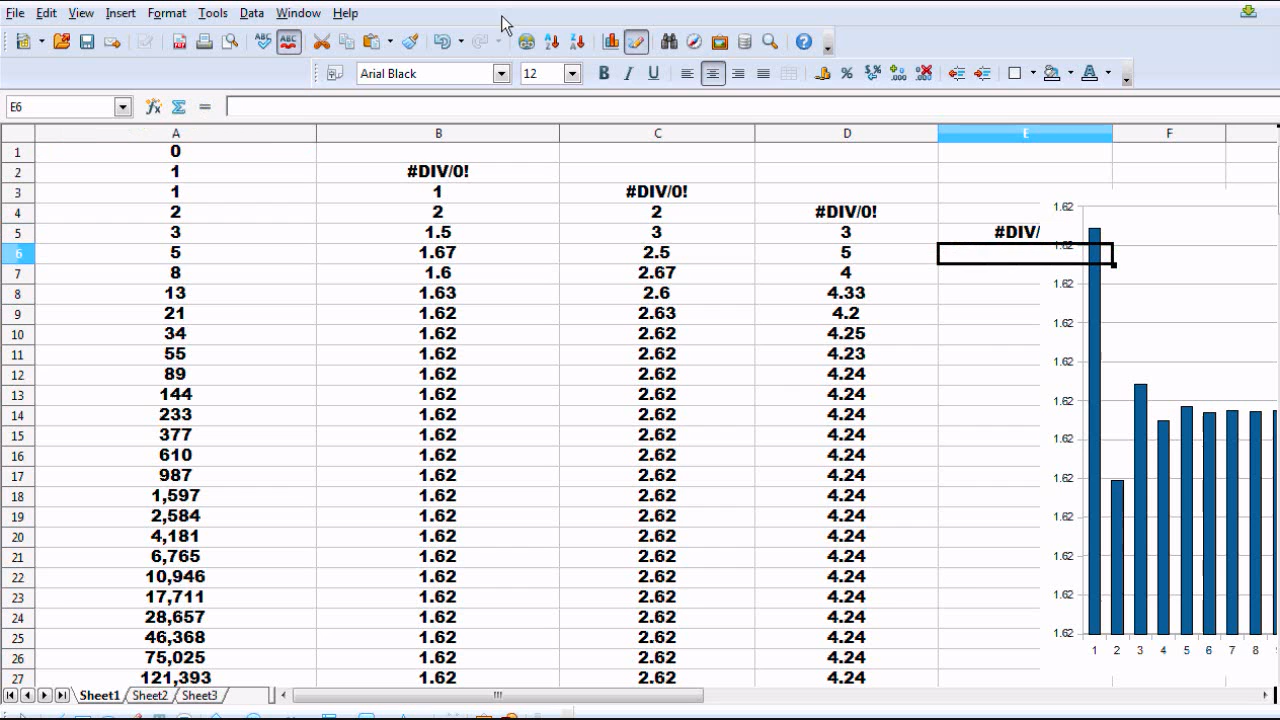 File Edit View Insert Format Tools Data Window Help
Arial Black 12 B I U
E6
A B C D E F
1 0
2 1 #DIV/0!
3 1 1 #DIV/0!
4 2 2 2 #DIV/0!
5 3 1.5 3 3 #DIV/
6 5 1.67 2.5 5
7 8 1.6 2.67 4
8 13 1.63 2.6 4.33
9 21 1.62 2.63 4.2
10 34 1.62 2.62 4.25
11 55 1.62 2.62 4.23
12 89 1.62 2.62 4.24
13 144 1.62 2.62 4.24
14 233 1.62 2.62 4.24
15 377 1.62 2.62 4.24
16 610 1.62 2.62 4.24
17 987 1.62 2.62 4.24
18 1,597 1.62 2.62 4.24
19 2,584 1.62 2.62 4.24
20 4,181 1.62 2.62 4.24
21 6,765 1.62 2.62 4.24
22 10,946 1.62 2.62 4.24
23 17,711 1.62 2.62 4.24
24 28,657 1.62 2.62 4.24
25 46,368 1.62 2.62 4.24
26 75,025 1.62 2.62 4.24
27 121,393 1.62 2.62 4.24
1.62
1.62
1.62
1.62
1.62
1.62
1.62
1.62
1.62
1.62
1.62
1.62
1 2 3 4 5 6 7 8
Sheet1 Sheet2 Sheet3